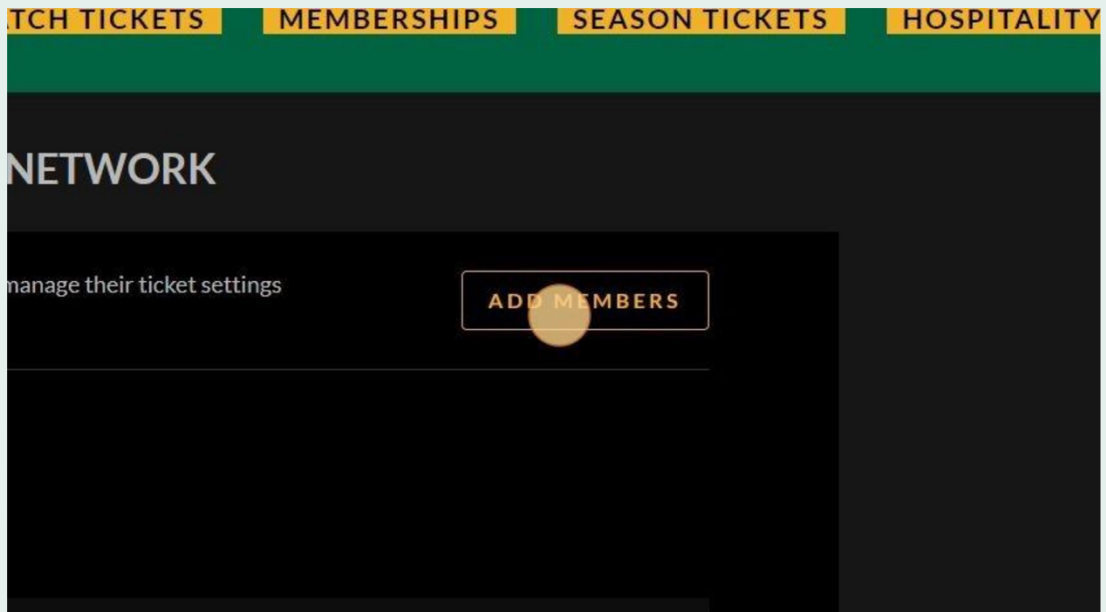 TCH TICKETS MEMBERSHIPS SEASON TICKETS HOSPITALITY
NETWORK
manage their ticket settings
ADD MEMBERS